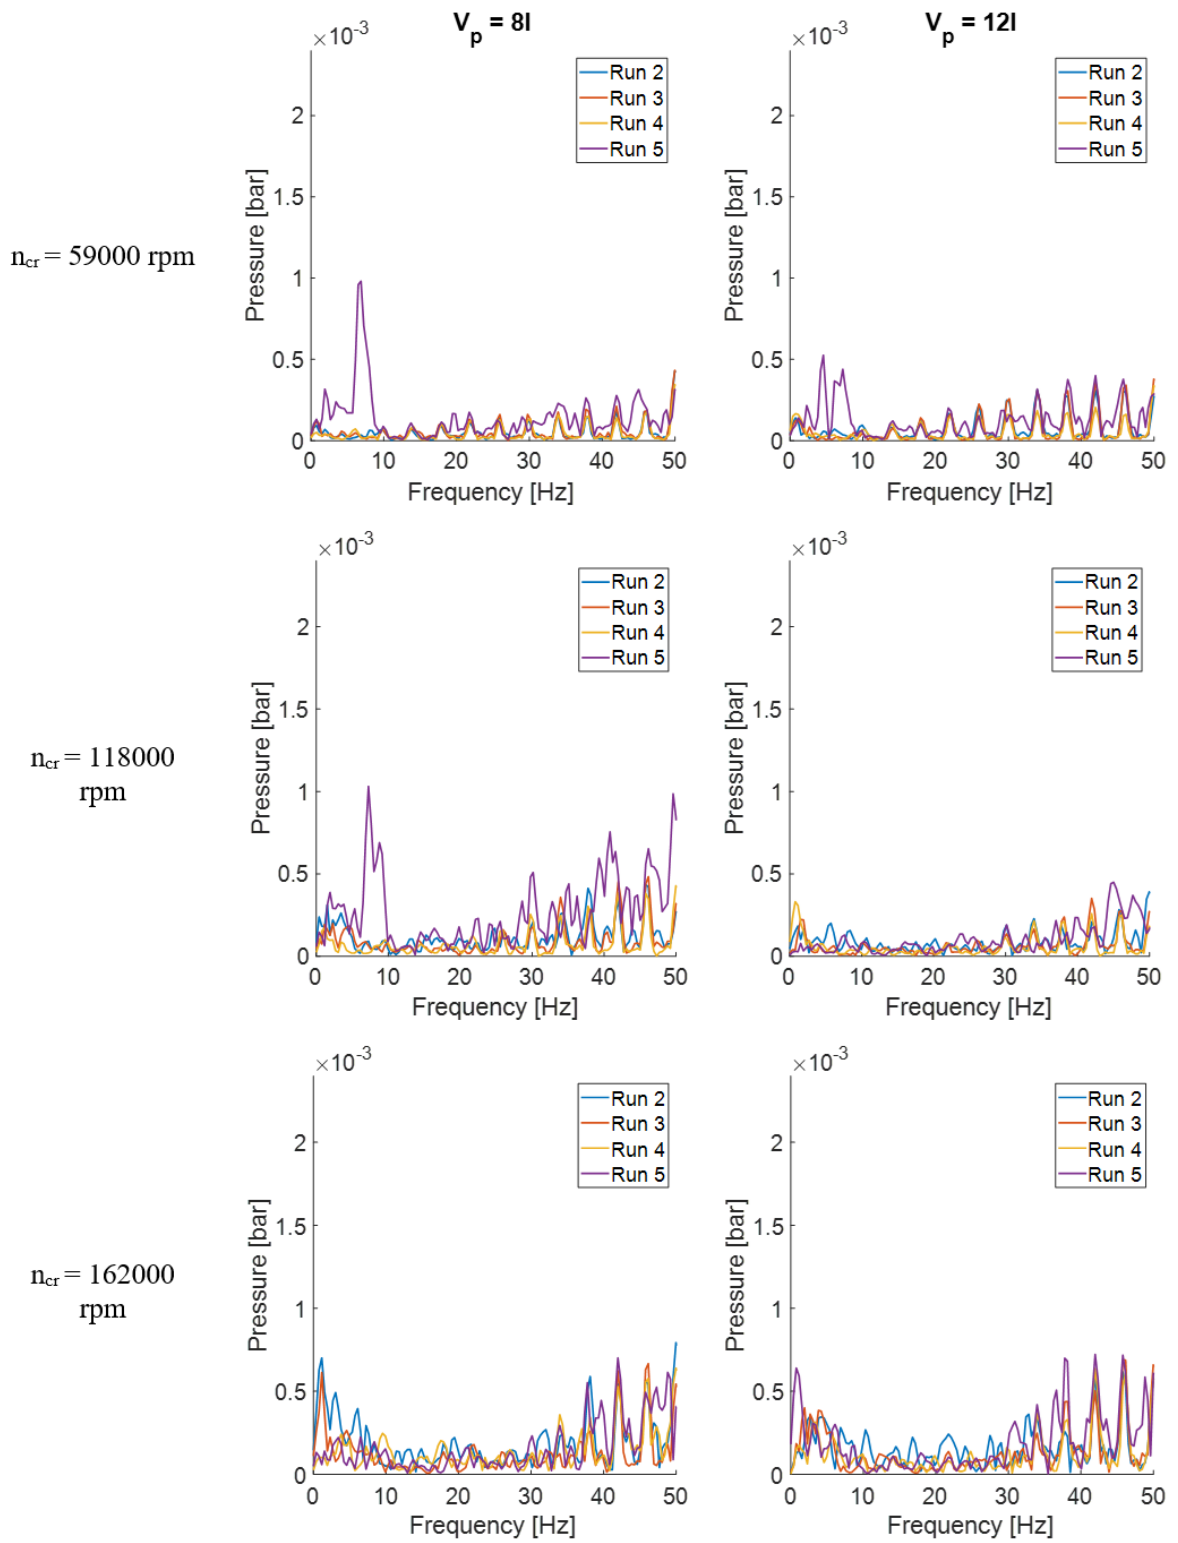 V_p = 8l
V_p = 12l
×10⁻³
2
1.5
1
0.5
0
Pressure [bar]
0 10 20 30 40 50
Frequency [Hz]
Run 2
Run 3
Run 4
Run 5
×10⁻³
2
1.5
1
0.5
0
Pressure [bar]
0 10 20 30 40 50
Frequency [Hz]
Run 2
Run 3
Run 4
Run 5
n_cr = 59000 rpm
×10⁻³
2
1.5
1
0.5
0
Pressure [bar]
0 10 20 30 40 50
Frequency [Hz]
Run 2
Run 3
Run 4
Run 5
×10⁻³
2
1.5
1
0.5
0
Pressure [bar]
0 10 20 30 40 50
Frequency [Hz]
Run 2
Run 3
Run 4
Run 5
n_cr = 118000
rpm
×10⁻³
2
1.5
1
0.5
0
Pressure [bar]
0 10 20 30 40 50
Frequency [Hz]
Run 2
Run 3
Run 4
Run 5
×10⁻³
2
1.5
1
0.5
0
Pressure [bar]
0 10 20 30 40 50
Frequency [Hz]
Run 2
Run 3
Run 4
Run 5
n_cr = 162000
rpm